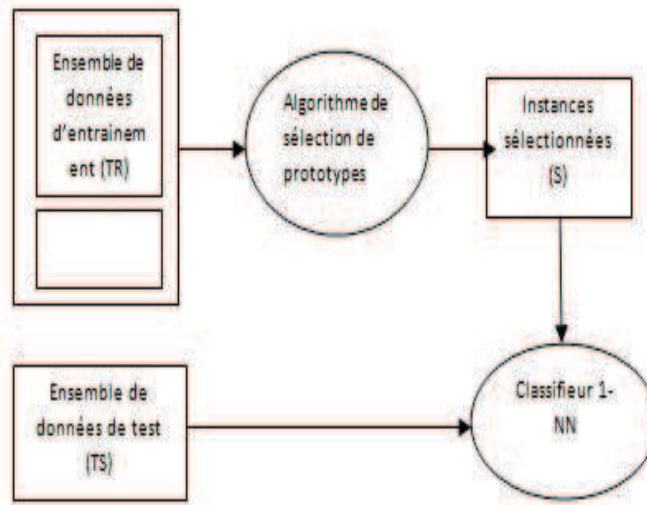 Ensemble de
données
d'entrainem
ent (TR)
Algorithme de
sélection de
prototypes
Instances
sélectionnées
(S)
Ensemble de
données de test
(TS)
Classifieur 1-
NN